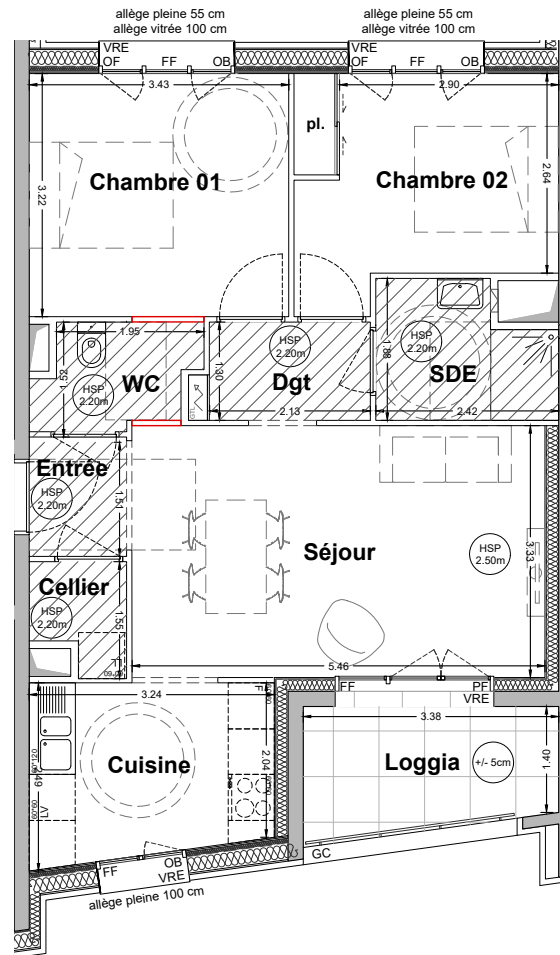 allège pleine 55 cm
allège vitrée 100 cm
allège pleine 55 cm
allège vitrée 100 cm
VRE
OF FF OB
VRE
OF FF OB
3.43
2.90
pl.
Chambre 01
Chambre 02
3.22
2.64
1.95
HSP
2.20m
WC
1.52
HSP
2.20m
Dgt
1.30
2.13
HSP
2.20m
SDE
1.88
2.42
Entrée
HSP
2.20m
1.51
Séjour
HSP
2.50m
3.33
Cellier
HSP
2.20m
1.55
5.46
FF PF
VRE
3.24
3.38
Cuisine
2.04
LV
Loggia
+/- 5cm
1.40
GC
FF OB
VRE
allège pleine 100 cm